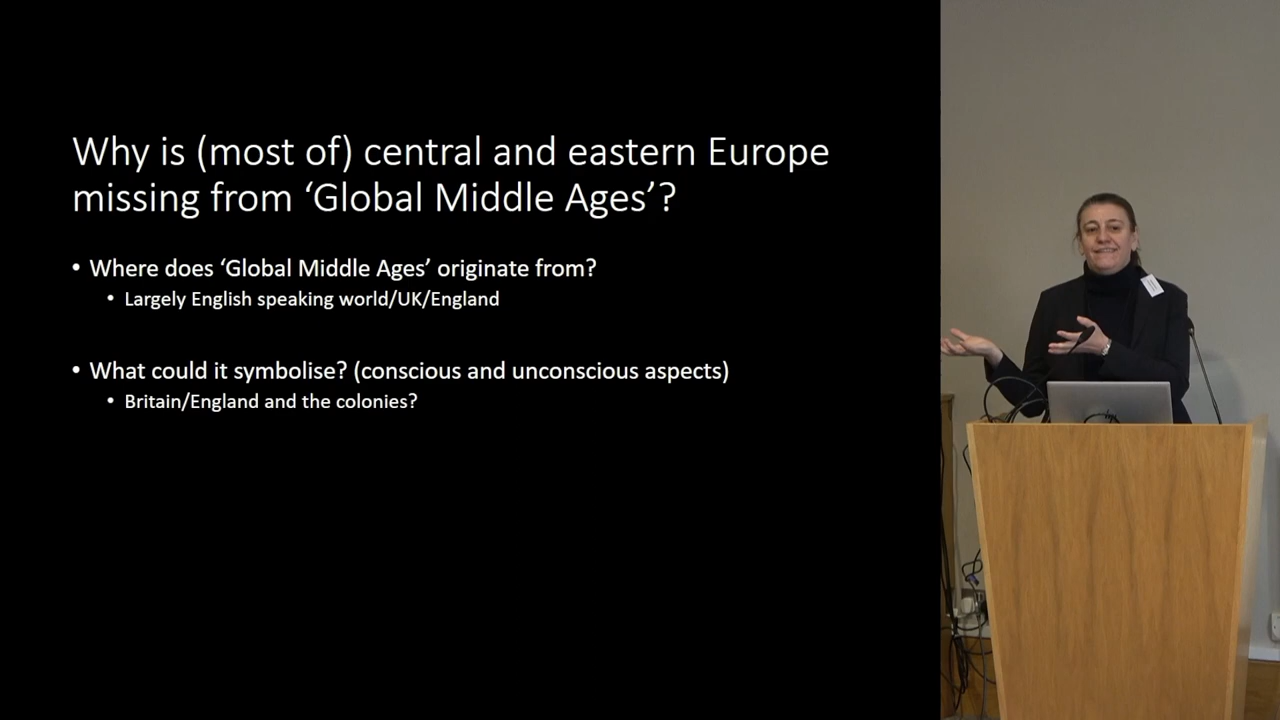 Why is (most of) central and eastern Europe
missing from ‘Global Middle Ages’?
• Where does ‘Global Middle Ages’ originate from?
• Largely English speaking world/UK/England
• What could it symbolise? (conscious and unconscious aspects)
• Britain/England and the colonies?